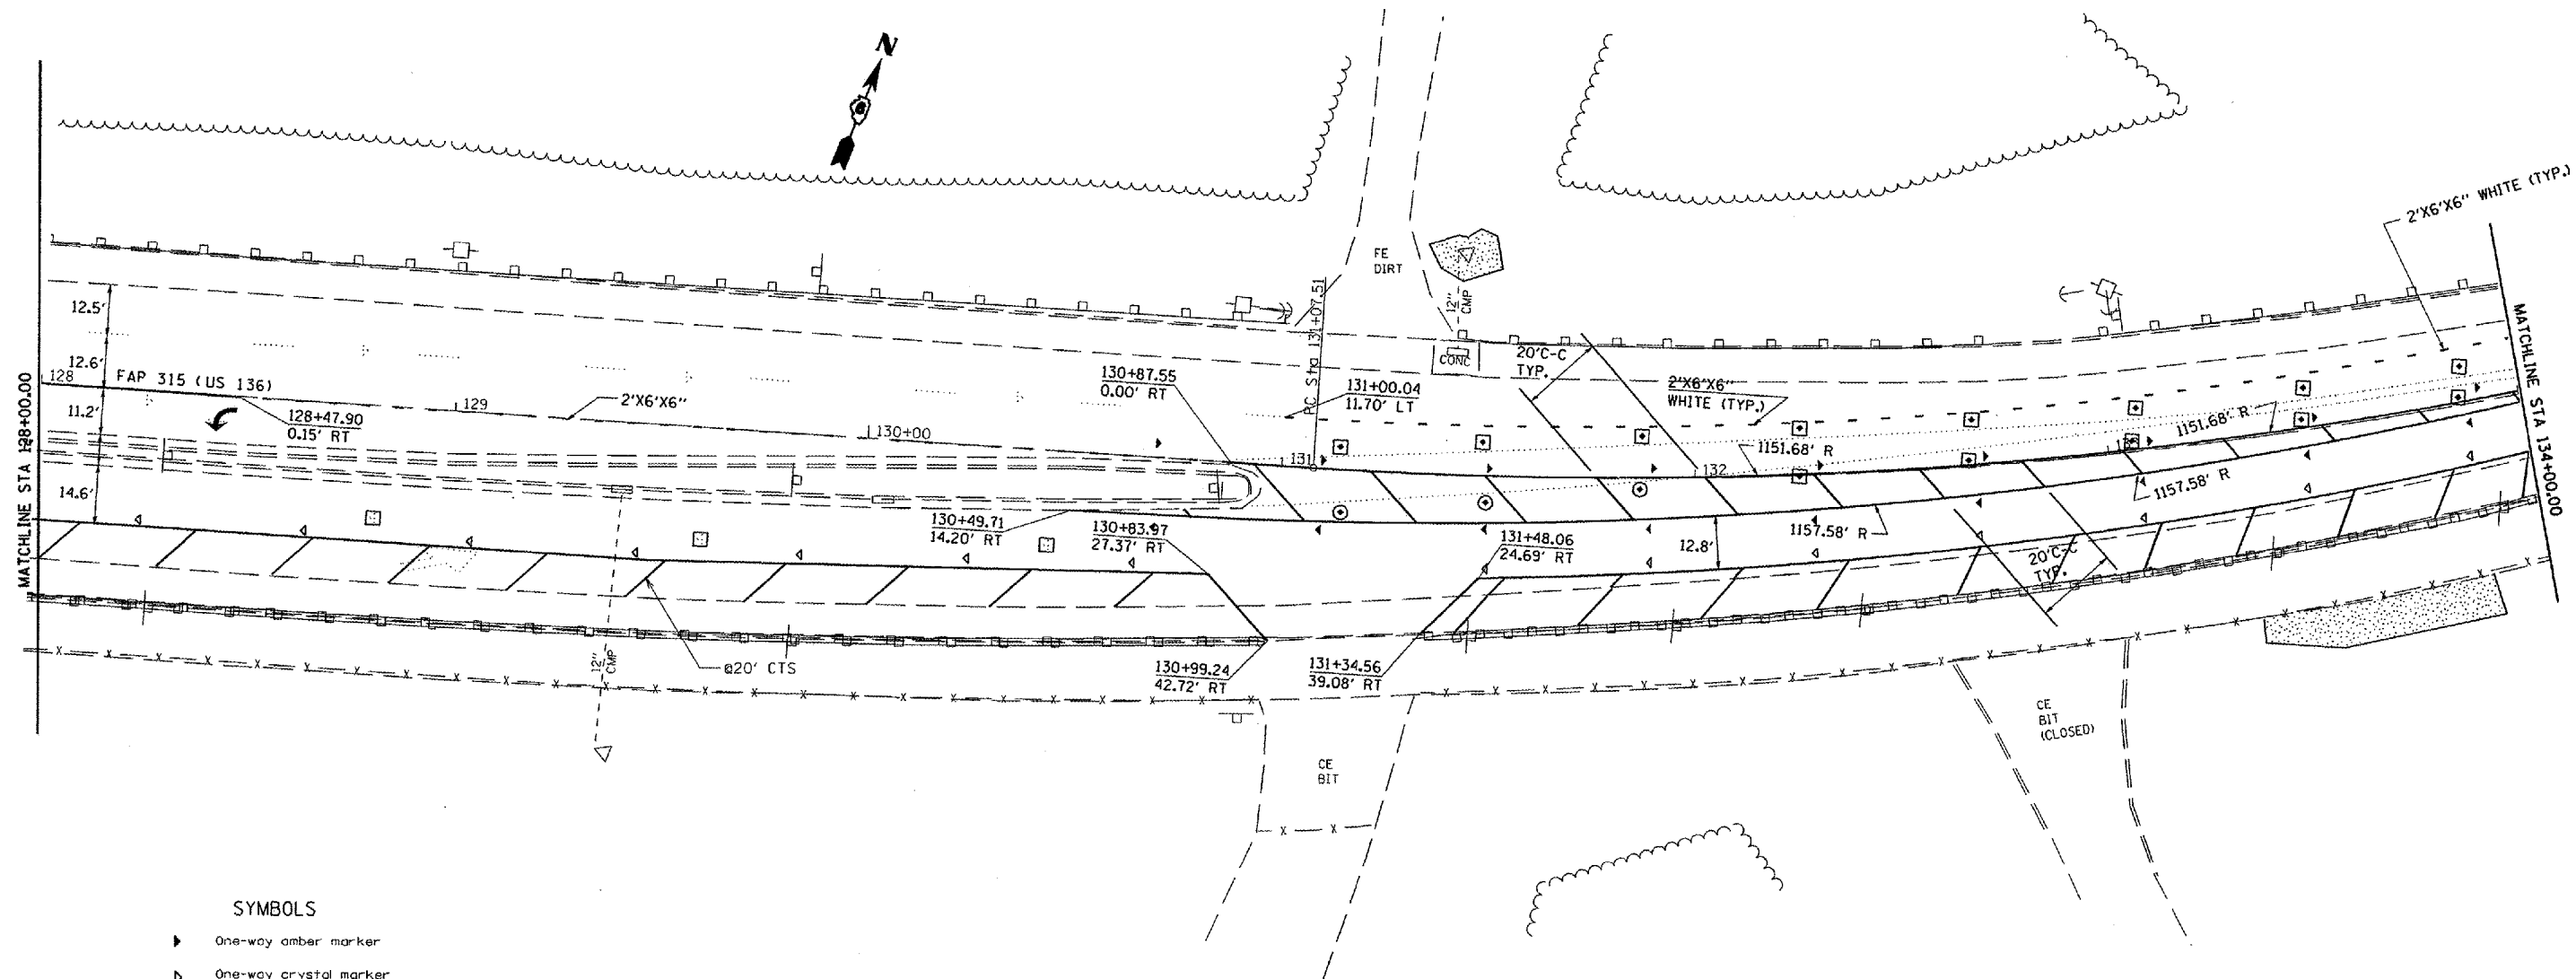 N
2'X6'X6" WHITE (TYP.)
MATCHLINE STA 128+00.00
12.5'
12.6'
11.2'
14.6'
128
FAP 315 (US 136)
128+47.90
0.15' RT
129
2'X6'X6"
130+00
130+87.55
0.00' RT
131+00.04
11.70' LT
PC Sta 131+07.51
FE
DIRT
12"
CMP
CONC
20'C-C
TYP.
2'X6'X6"
WHITE (TYP.)
131
132
1151.68' R
1151.68' R
1157.58' R
1157.58' R
MATCHLINE STA 134+00.00
130+49.71
14.20' RT
130+83.97
27.37' RT
131+48.06
24.69' RT
12.8'
20'C-C
TYP.
12"
CMP
@20' CTS
130+99.24
42.72' RT
131+34.56
39.08' RT
CE
BIT
CE
BIT
(CLOSED)
SYMBOLS
One-way amber marker
One-way crystal marker